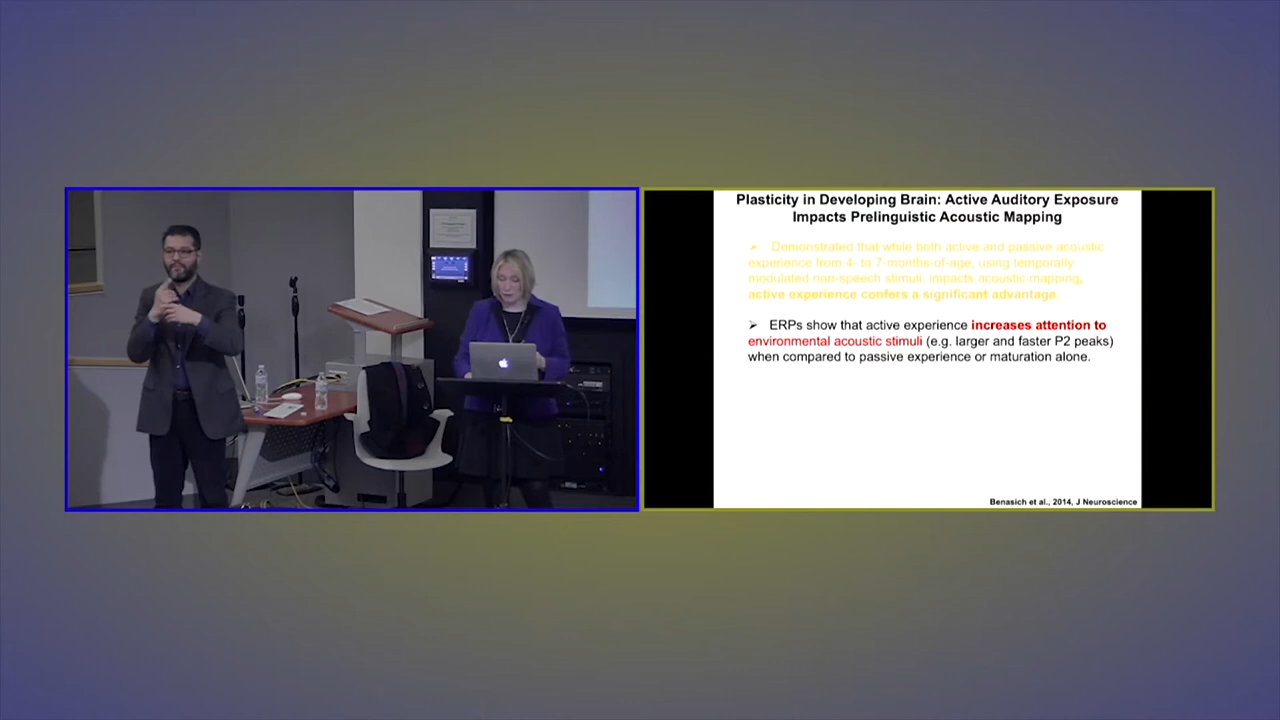 Plasticity in Developing Brain: Active Auditory Exposure
Impacts Prelinguistic Acoustic Mapping
➢ Demonstrated that while both active and passive acoustic
experience from 4- to 7-months-of-age, using temporally
modulated non-speech stimuli, impacts acoustic mapping,
active experience confers a significant advantage.
➢ ERPs show that active experience increases attention to
environmental acoustic stimuli (e.g. larger and faster P2 peaks)
when compared to passive experience or maturation alone.
Benasich et al., 2014, J Neuroscience